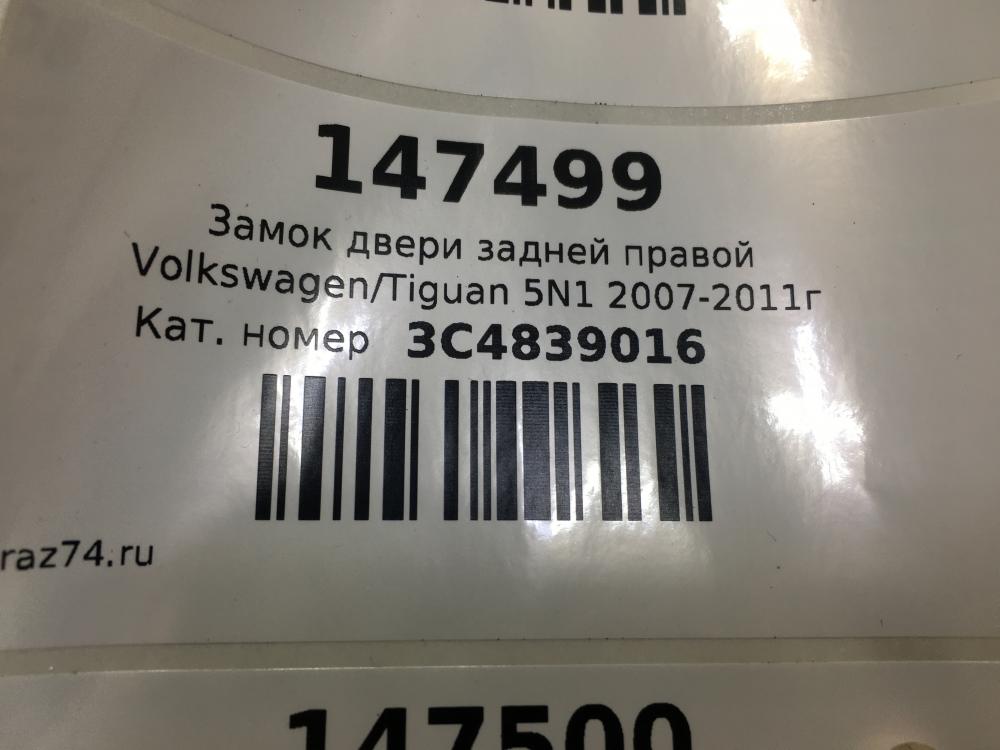 147499
Замок двери задней правой
Volkswagen/Tiguan 5N1 2007-2011г
Кат. номер 3C4839016
raz74.ru
147500